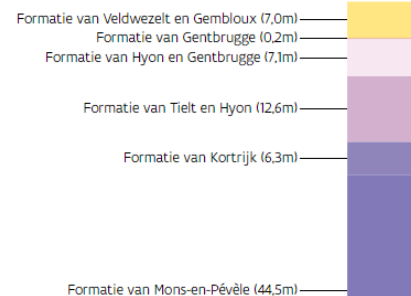 Formatie van Veldwezelt en Gembloux (7,0m)
Formatie van Gentbrugge (0,2m)
Formatie van Hyon en Gentbrugge (7,1m)
Formatie van Tielt en Hyon (12,6m)
Formatie van Kortrijk (6,3m)
Formatie van Mons-en-Pévèle (44,5m)